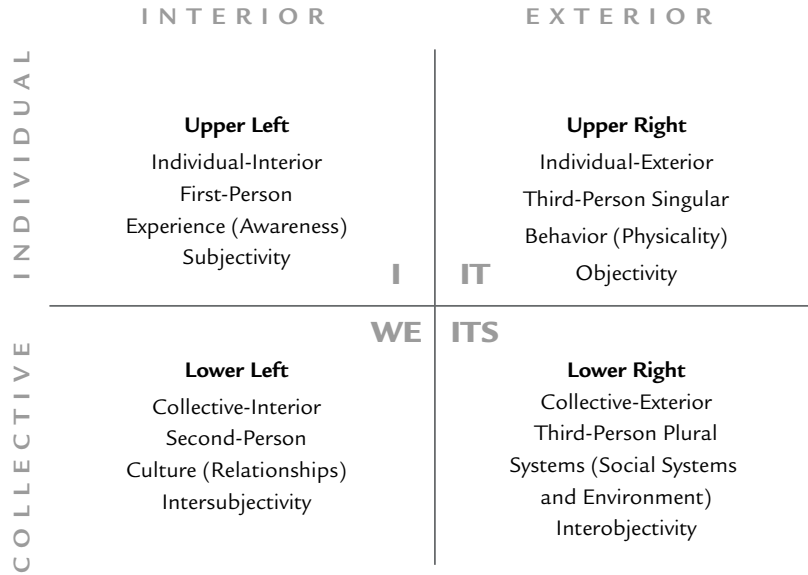 INTERIOR
EXTERIOR
INDIVIDUAL
Upper Left
Individual-Interior
First-Person
Experience (Awareness)
Subjectivity
I
Upper Right
Individual-Exterior
Third-Person Singular
Behavior (Physicality)
Objectivity
IT
COLLECTIVE
WE
Lower Left
Collective-Interior
Second-Person
Culture (Relationships)
Intersubjectivity
ITS
Lower Right
Collective-Exterior
Third-Person Plural
Systems (Social Systems
and Environment)
Interobjectivity